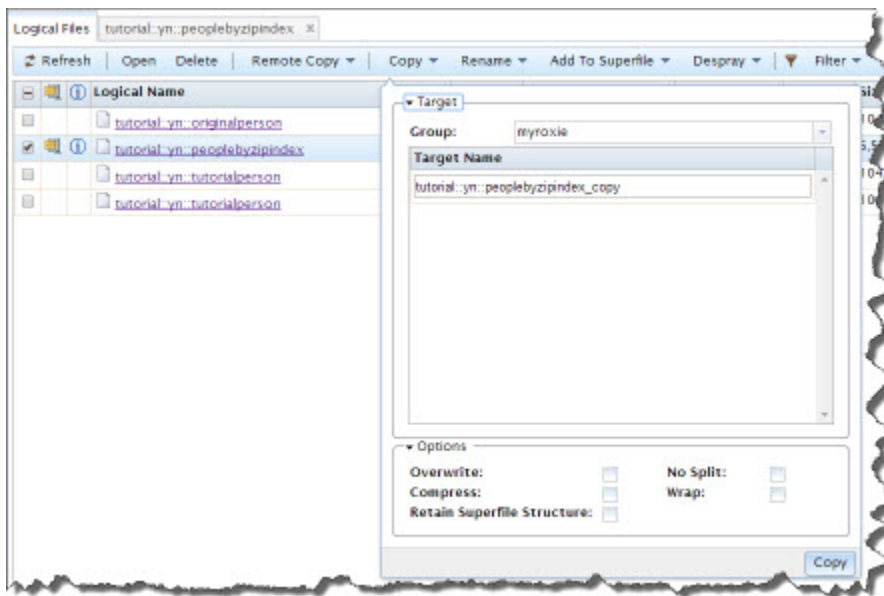 Logical Files tutorial::yn::peoplebyzipindex x
Refresh Open Delete Remote Copy Copy Rename Add To Superfile Despray Filter
Logical Name
tutorial::yn::originalperson
tutorial::yn::peoplebyzipindex
tutorial::yn::tutorialperson
tutorial::yn::tutorialperson
Target
Group: myroxie
Target Name
tutorial::yn::peoplebyzipindex_copy
Options
Overwrite: No Split:
Compress: Wrap:
Retain Superfile Structure:
Copy